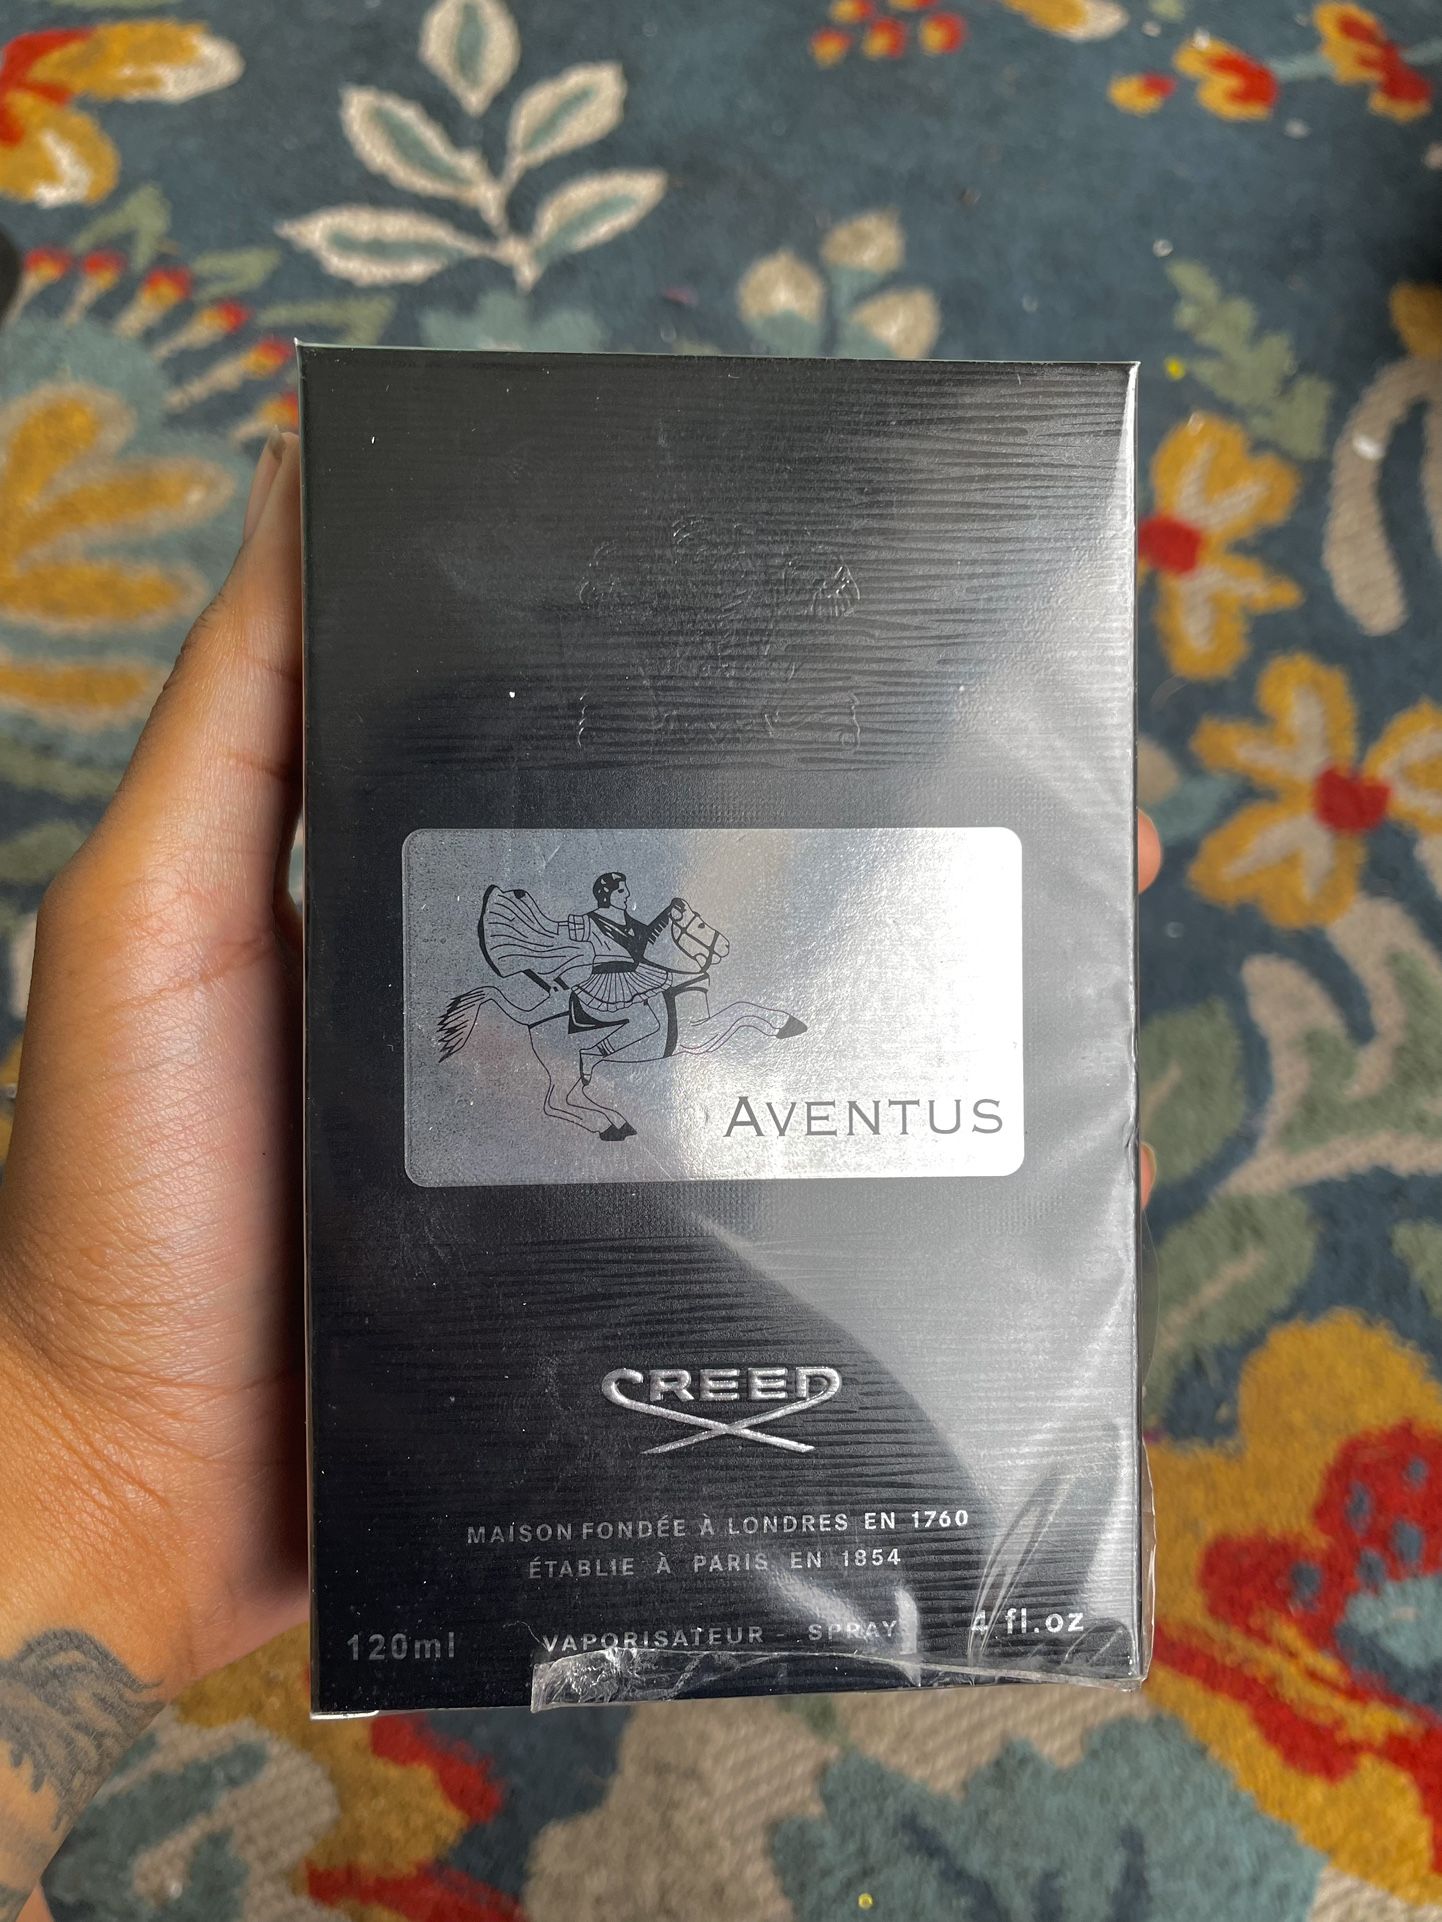 AVENTUS
CREED
MAISON FONDÉE À LONDRES EN 1760
ÉTABLIE À PARIS EN 1854
120ml VAPORISATEUR - SPRAY 4 fl.oz